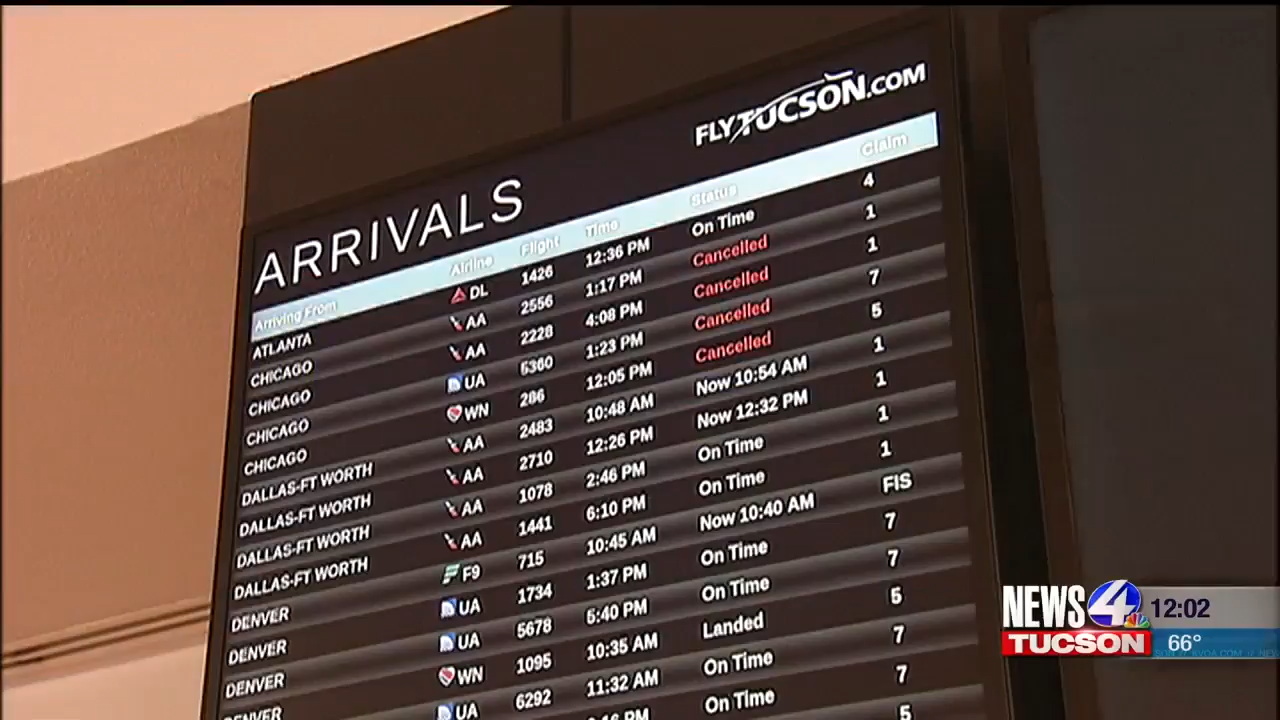 FLYTUCSON.COM
ARRIVALS
Arriving From Airline Flight Time Status Claim
ATLANTA DL 1426 12:36 PM On Time 4
CHICAGO AA 2556 1:17 PM Cancelled 1
CHICAGO AA 2228 4:08 PM Cancelled 1
CHICAGO UA 5360 1:23 PM Cancelled 7
CHICAGO WN 286 12:05 PM Cancelled 5
DALLAS-FT WORTH AA 2483 10:48 AM Now 10:54 AM 1
DALLAS-FT WORTH AA 2710 12:26 PM Now 12:32 PM 1
DALLAS-FT WORTH AA 1078 2:46 PM On Time 1
DALLAS-FT WORTH AA 1441 6:10 PM On Time 1
DENVER F9 715 10:45 AM Now 10:40 AM FIS
DENVER UA 1734 1:37 PM On Time 7
DENVER UA 5678 5:40 PM On Time 7
DENVER WN 1095 10:35 AM Landed 5
DENVER UA 6292 11:32 AM On Time 7
On Time 7
5
NEWS 4 12:02
TUCSON 66°